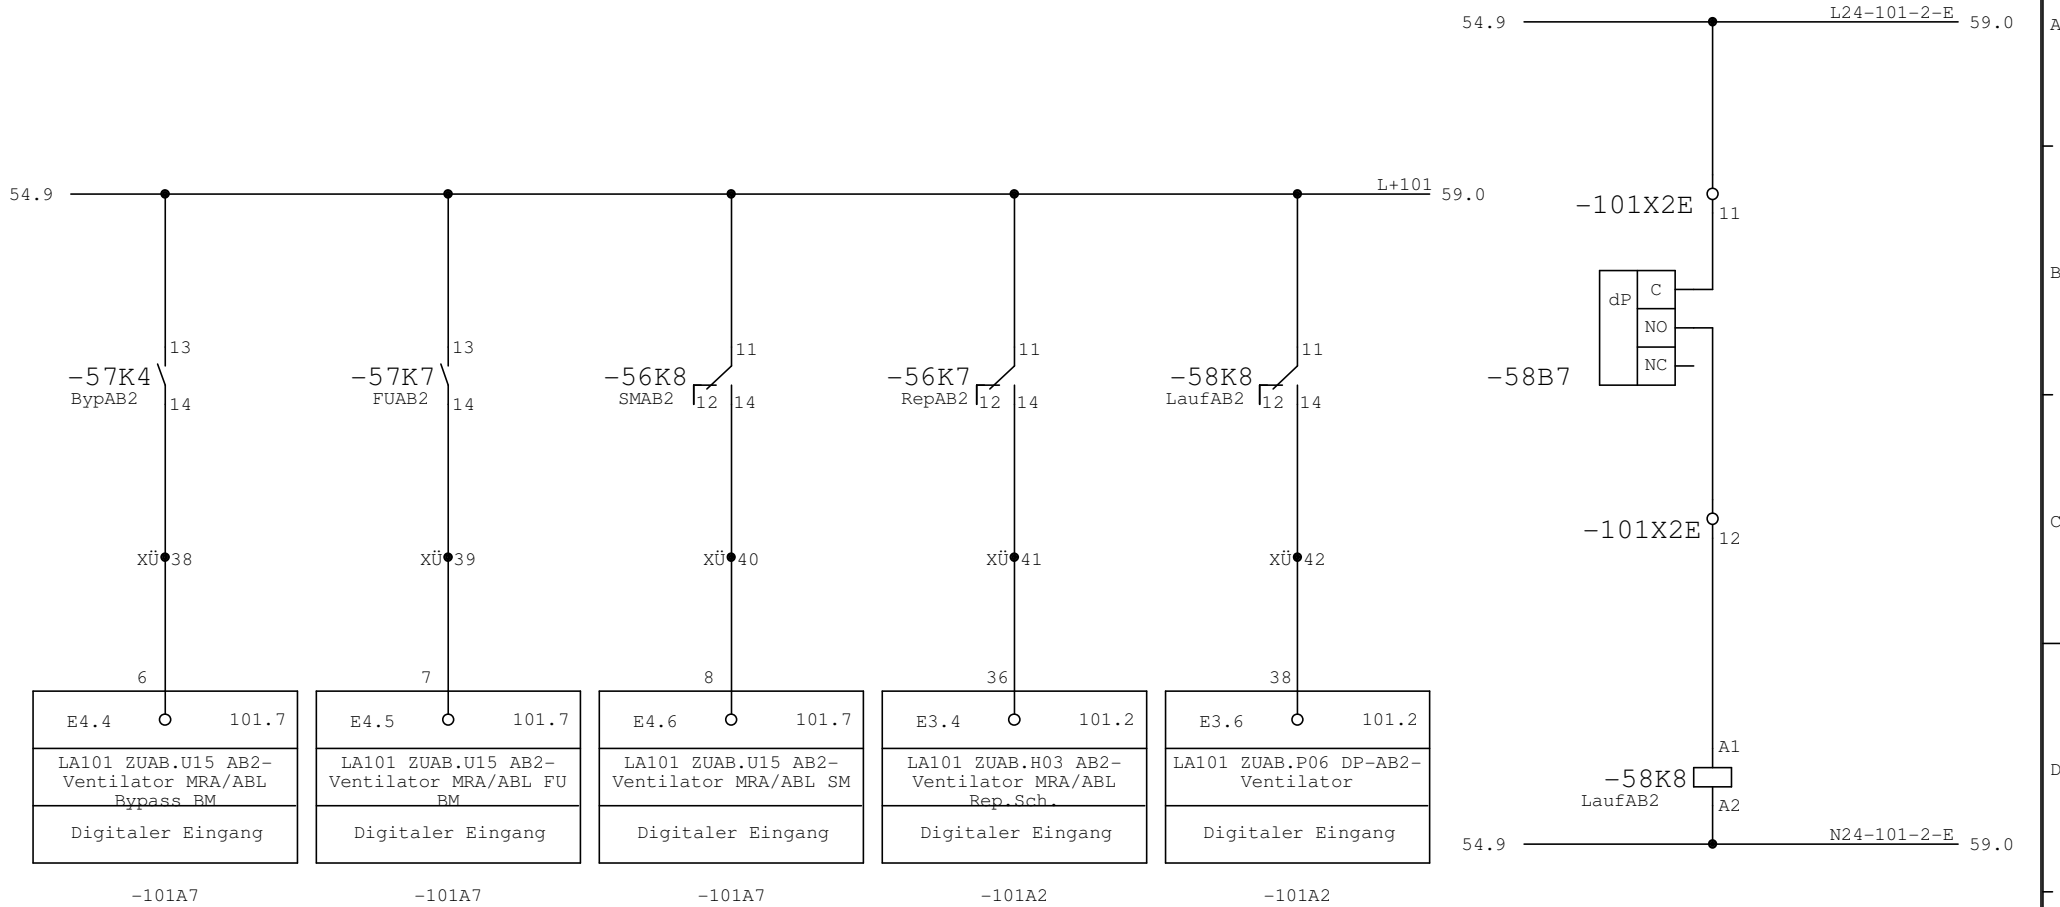 54.9
L24-101-2-E
59.0
A
54.9
L+101
59.0
-101X2E
11
B
dP
C
NO
NC
-58B7
13
-57K4
BypAB2
14
13
-57K7
FUAB2
14
11
-56K8
SMAB2
12
14
11
-56K7
RepAB2
12
14
11
-58K8
LaufAB2
12
14
-101X2E
12
C
XÜ
38
XÜ
39
XÜ
40
XÜ
41
XÜ
42
6
7
8
36
38
E4.4
101.7
E4.5
101.7
E4.6
101.7
E3.4
101.2
E3.6
101.2
LA101 ZUAB.U15 AB2-
Ventilator MRA/ABL
Bypass BM
LA101 ZUAB.U15 AB2-
Ventilator MRA/ABL FU
BM
LA101 ZUAB.U15 AB2-
Ventilator MRA/ABL SM
LA101 ZUAB.H03 AB2-
Ventilator MRA/ABL
Rep.Sch.
LA101 ZUAB.P06 DP-AB2-
Ventilator
Digitaler Eingang
Digitaler Eingang
Digitaler Eingang
Digitaler Eingang
Digitaler Eingang
A1
-58K8
LaufAB2
A2
D
54.9
N24-101-2-E
59.0
-101A7
-101A7
-101A7
-101A2
-101A2